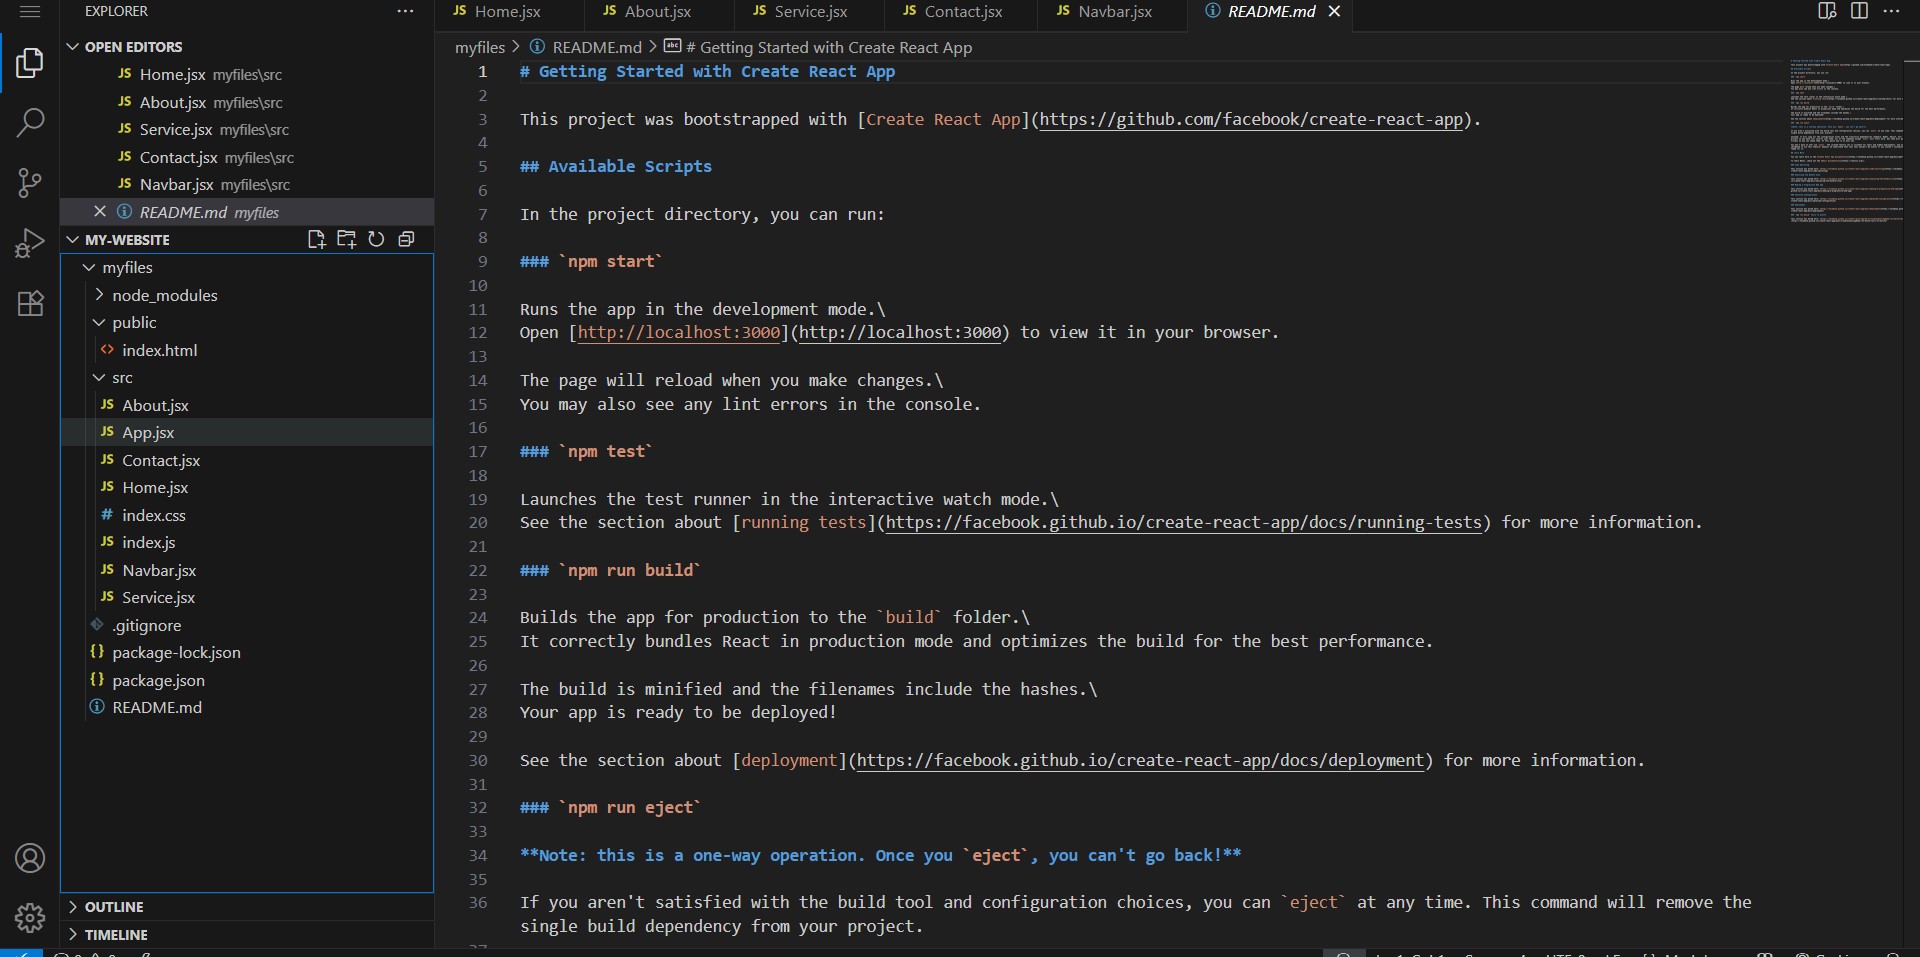 EXPLORER
OPEN EDITORS
JS Home.jsx myfiles\src
JS About.jsx myfiles\src
JS Service.jsx myfiles\src
JS Contact.jsx myfiles\src
JS Navbar.jsx myfiles\src
README.md myfiles
MY-WEBSITE
myfiles
node_modules
public
<> index.html
src
JS About.jsx
JS App.jsx
JS Contact.jsx
JS Home.jsx
# index.css
JS index.js
JS Navbar.jsx
JS Service.jsx
.gitignore
{} package-lock.json
{} package.json
README.md
OUTLINE
TIMELINE
JS Home.jsx JS About.jsx JS Service.jsx JS Contact.jsx JS Navbar.jsx README.md
myfiles > README.md > abc # Getting Started with Create React App
1 # Getting Started with Create React App
2
3 This project was bootstrapped with [Create React App](https://github.com/facebook/create-react-app).
4
5 ## Available Scripts
6
7 In the project directory, you can run:
8
9 ### `npm start`
10
11 Runs the app in the development mode.\
12 Open [http://localhost:3000](http://localhost:3000) to view it in your browser.
13
14 The page will reload when you make changes.\
15 You may also see any lint errors in the console.
16
17 ### `npm test`
18
19 Launches the test runner in the interactive watch mode.\
20 See the section about [running tests](https://facebook.github.io/create-react-app/docs/running-tests) for more information.
21
22 ### `npm run build`
23
24 Builds the app for production to the `build` folder.\
25 It correctly bundles React in production mode and optimizes the build for the best performance.
26
27 The build is minified and the filenames include the hashes.\
28 Your app is ready to be deployed!
29
30 See the section about [deployment](https://facebook.github.io/create-react-app/docs/deployment) for more information.
31
32 ### `npm run eject`
33
34 **Note: this is a one-way operation. Once you `eject`, you can't go back!**
35
36 If you aren't satisfied with the build tool and configuration choices, you can `eject` at any time. This command will remove the
single build dependency from your project.